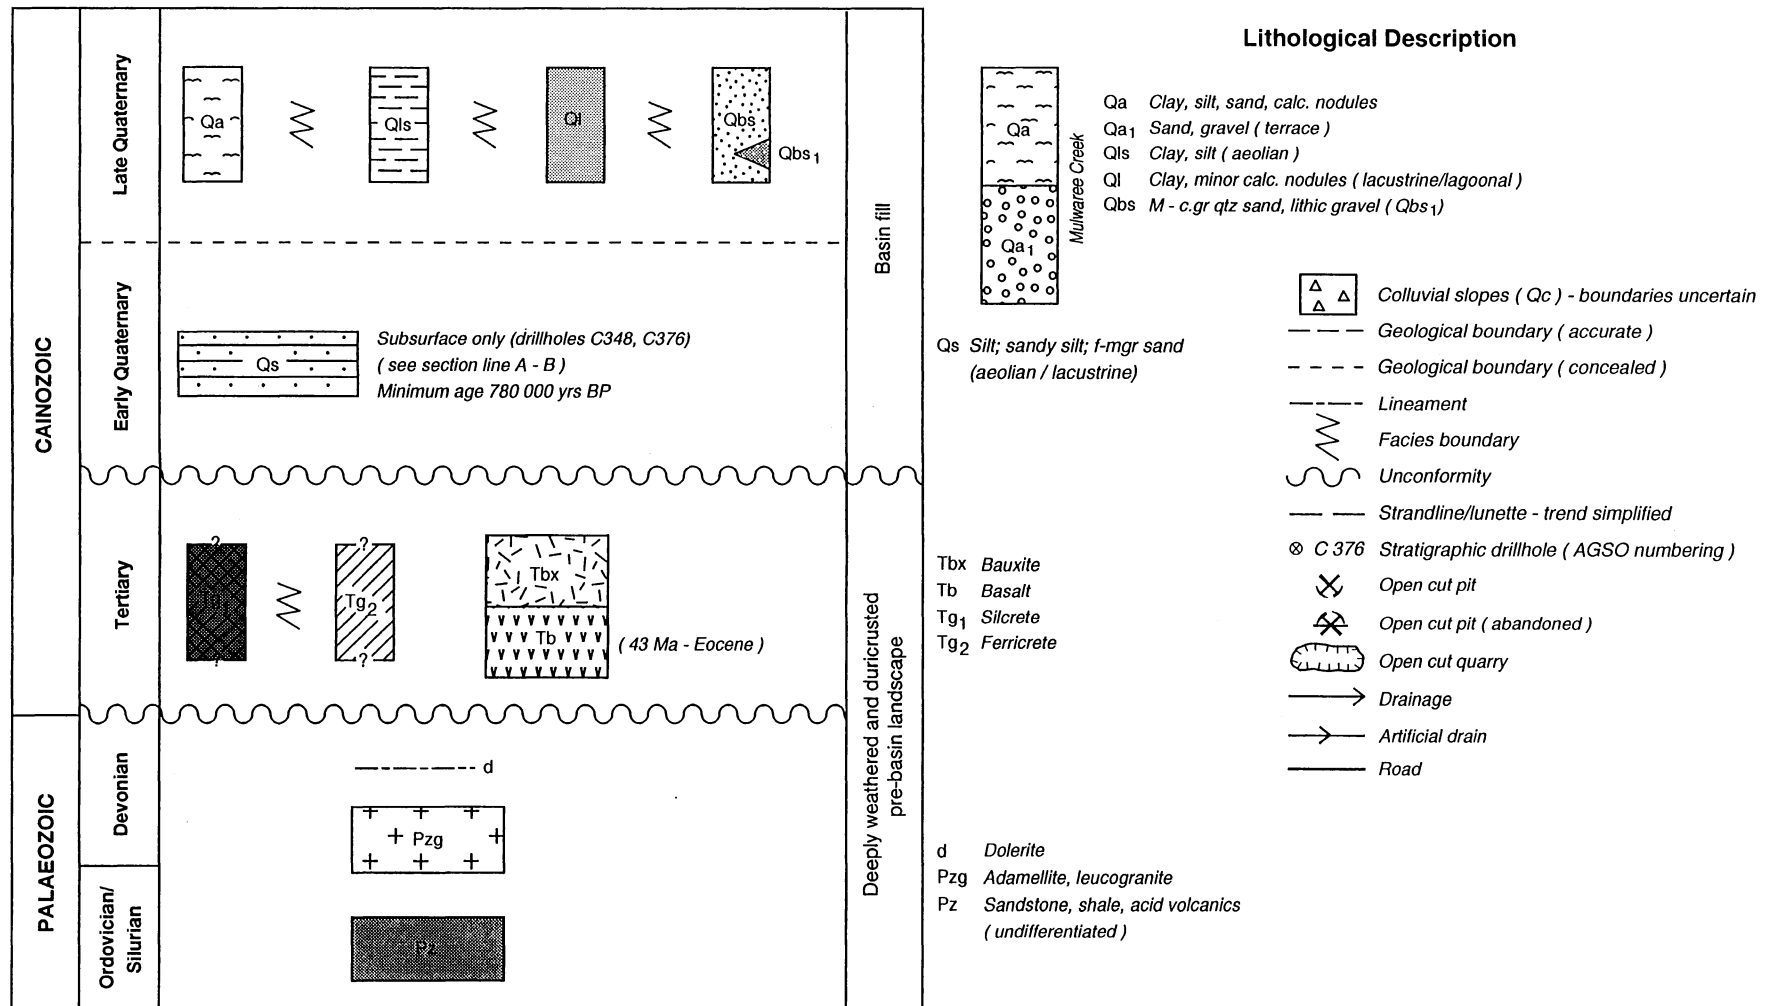 Lithological Description
CAINOZOIC
PALAEOZOIC
Late Quaternary
Early Quaternary
Tertiary
Devonian
Ordovician/
Silurian
Basin fill
Deeply weathered and duricrusted
pre-basin landscape
Qa
Qls
Ql
Qbs
Qbs1
Qs
Subsurface only (drillholes C348, C376)
( see section line A - B )
Minimum age 780 000 yrs BP
?
Tg1
?
?
Tg2
?
Tbx
Tb
( 43 Ma - Eocene )
d
Pzg
Pz
Qa
Qa1
Mulwaree Creek
Qa Clay, silt, sand, calc. nodules
Qa1 Sand, gravel ( terrace )
Qls Clay, silt ( aeolian )
Ql Clay, minor calc. nodules ( lacustrine/lagoonal )
Qbs M - c.gr qtz sand, lithic gravel ( Qbs1)
Qs Silt; sandy silt; f-mgr sand
(aeolian / lacustrine)
Tbx Bauxite
Tb Basalt
Tg1 Silcrete
Tg2 Ferricrete
d Dolerite
Pzg Adamellite, leucogranite
Pz Sandstone, shale, acid volcanics
( undifferentiated )
Colluvial slopes ( Qc ) - boundaries uncertain
Geological boundary ( accurate )
Geological boundary ( concealed )
Lineament
Facies boundary
Unconformity
Strandline/lunette - trend simplified
C 376 Stratigraphic drillhole ( AGSO numbering )
Open cut pit
Open cut pit ( abandoned )
Open cut quarry
Drainage
Artificial drain
Road